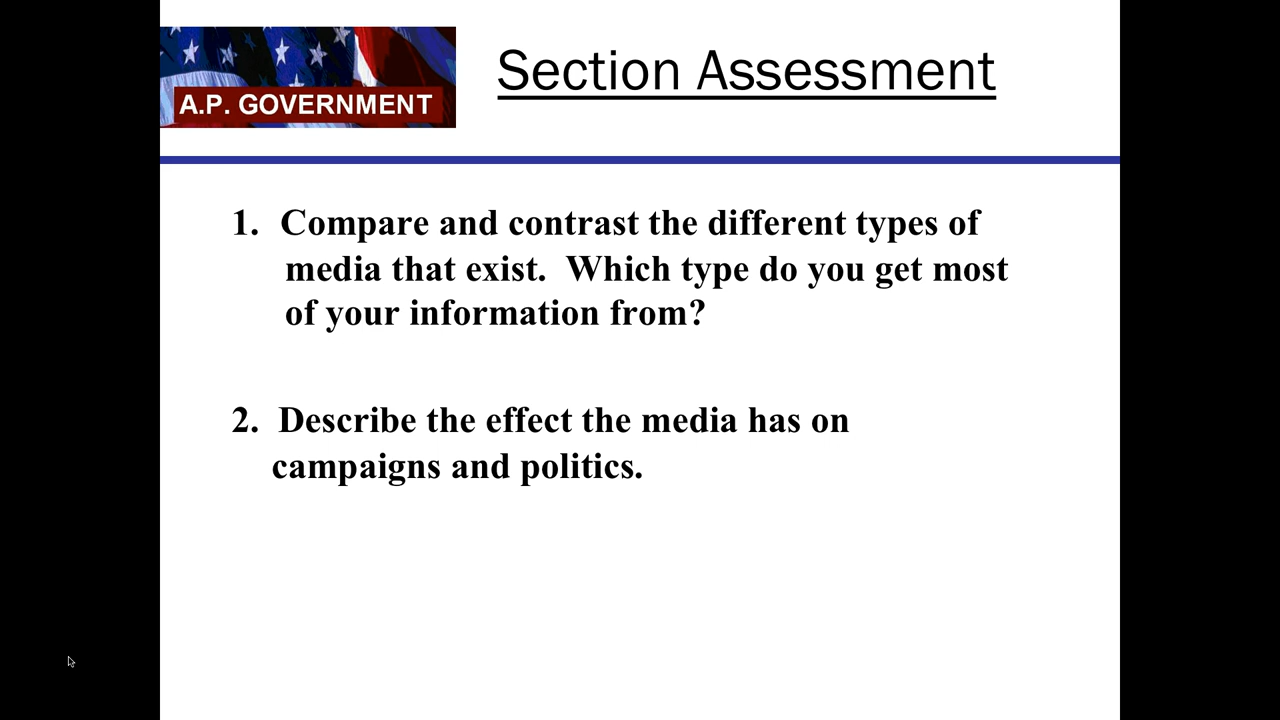 A.P. GOVERNMENT
Section Assessment
1. Compare and contrast the different types of
media that exist. Which type do you get most
of your information from?
2. Describe the effect the media has on
campaigns and politics.